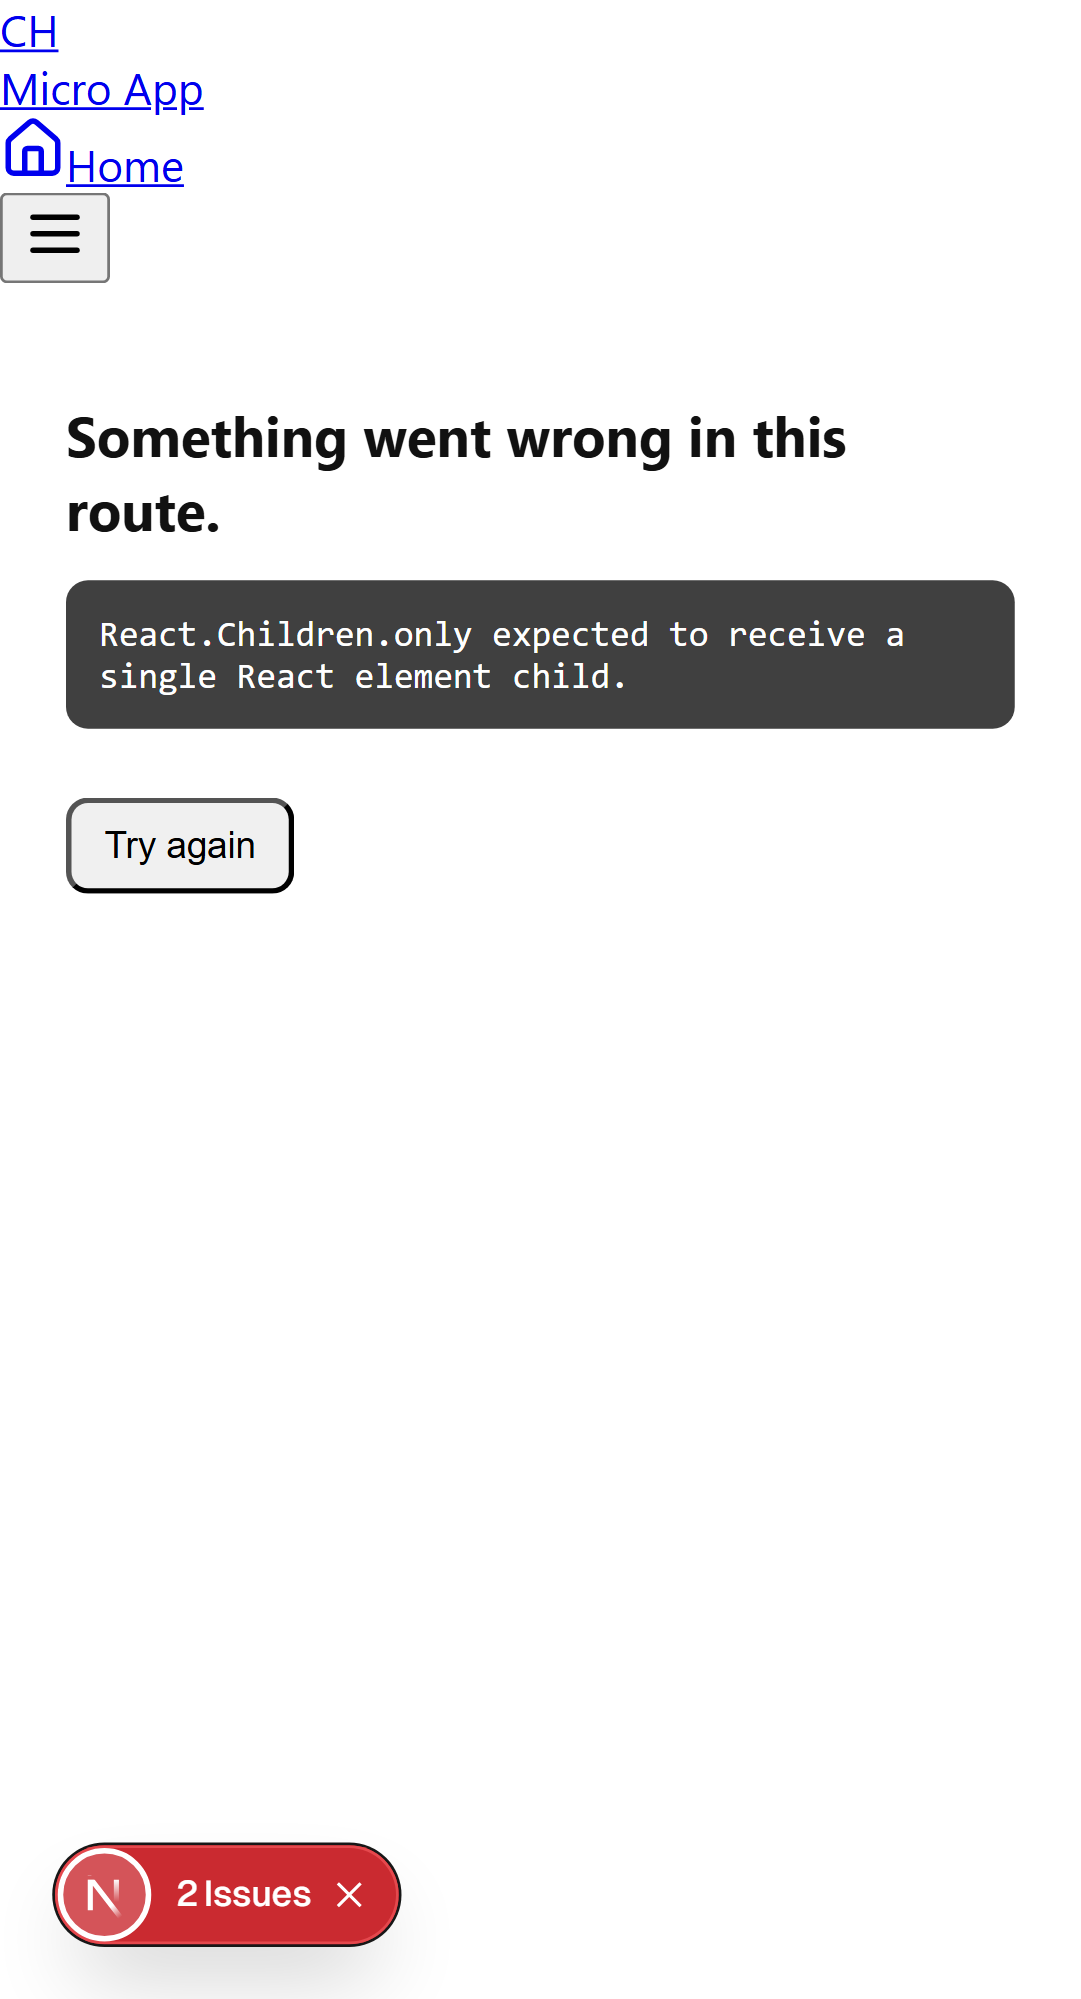 CH
Micro App
Home
Something went wrong in this
route.
React.Children.only expected to receive a
single React element child.
Try again
N
2 Issues